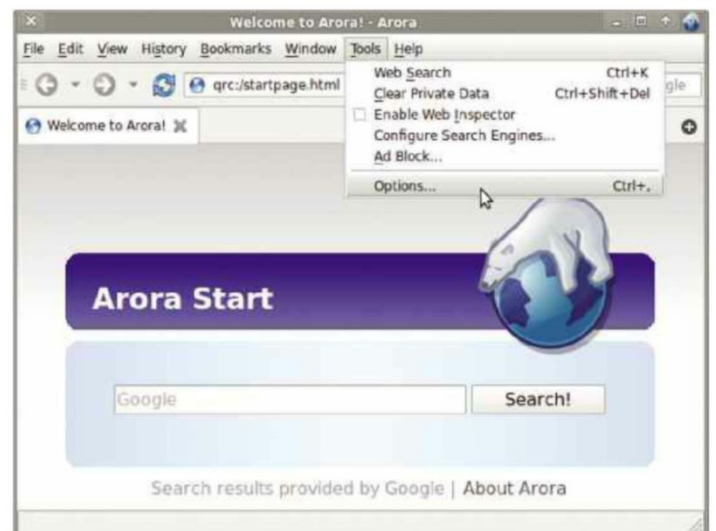 Welcome to Arora! - Arora
File Edit View History Bookmarks Window Tools Help
qrc:/startpage.html
gle
Welcome to Arora!
Web Search Ctrl+K
Clear Private Data Ctrl+Shift+Del
Enable Web Inspector
Configure Search Engines...
Ad Block...
Options... Ctrl+,
Arora Start
Google
Search!
Search results provided by Google | About Arora